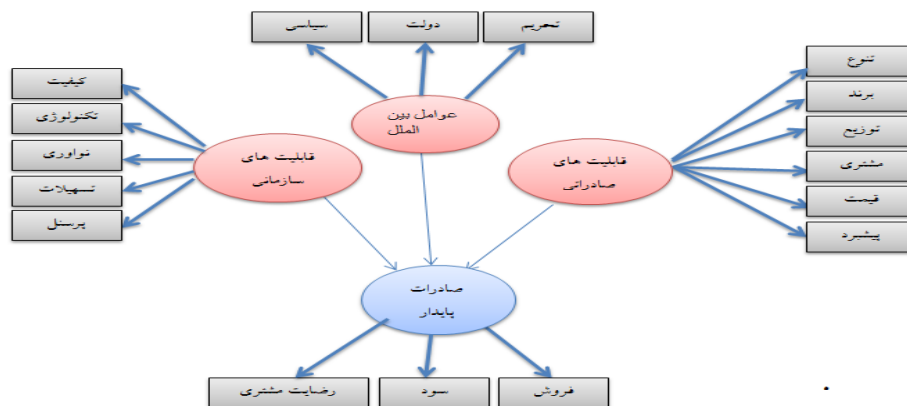 تحریم
دولت
سیاسی
عوامل بین
الملل
تنوع
برند
توزیع
مشتری
قیمت
پیشبرد
قابلیت های
صادراتی
کیفیت
تکنولوژی
نواوری
تسهیلات
پرسنل
قابلیت های
سازمانی
صادرات
پایدار
فروش
سود
رضایت مشتری